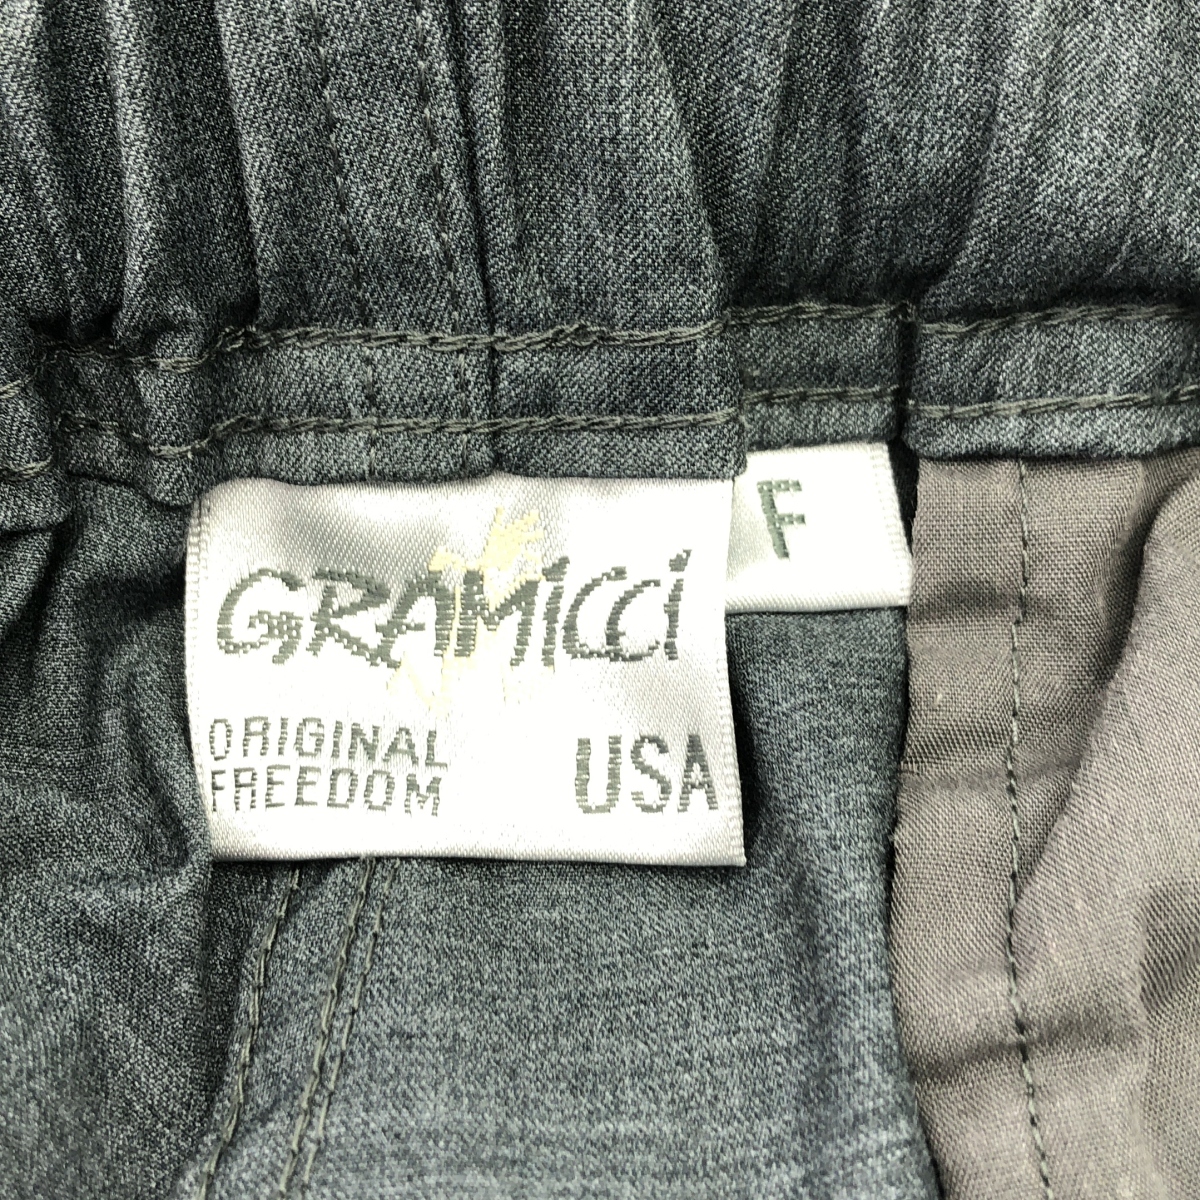 GRAMiCCi
F
ORIGINAL
FREEDOM
USA